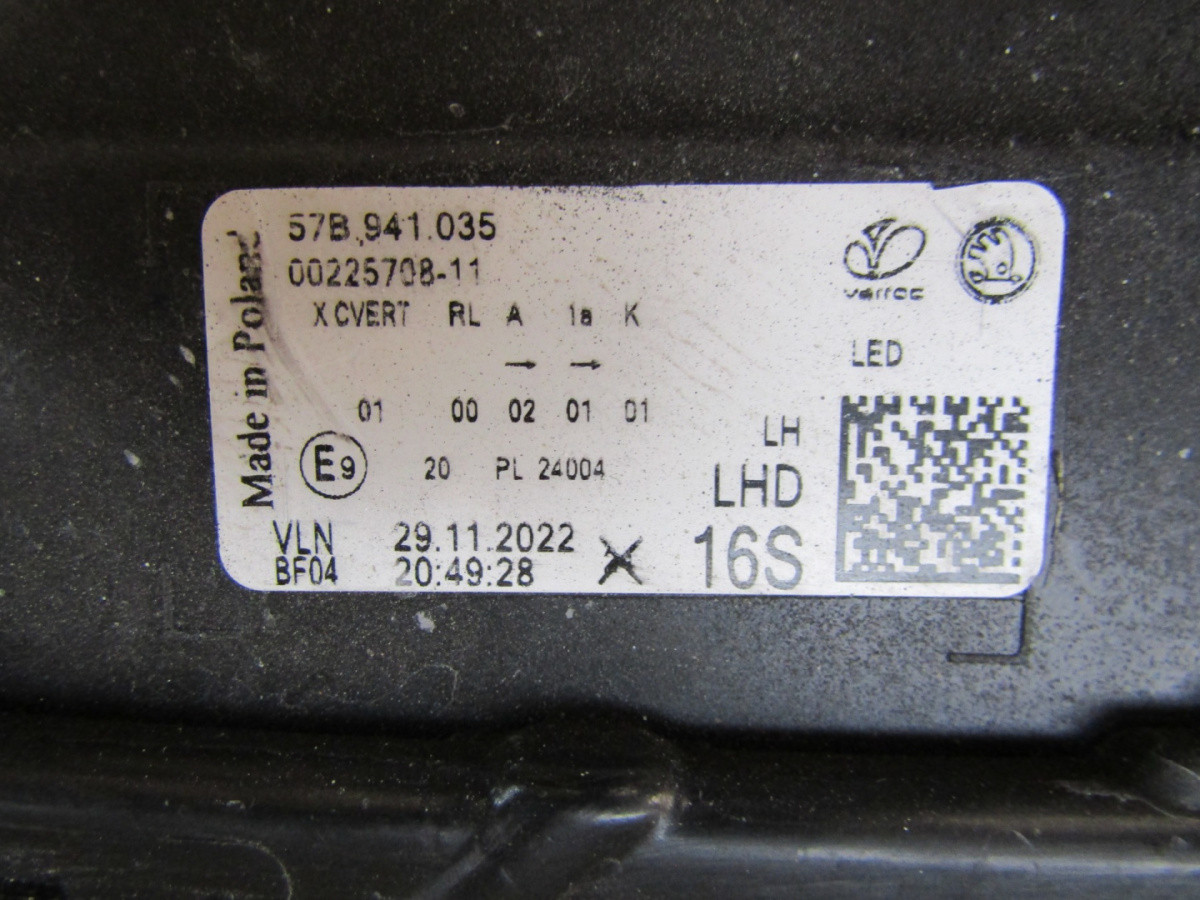 Made in Poland
57B.941.035
00225708-11
X CVERT RL A 1a K
→ →
01 00 02 01 01
E9 20 PL 24004
VLN 29.11.2022
BF04 20:49:28
varroc
LED
LH
LHD
16S